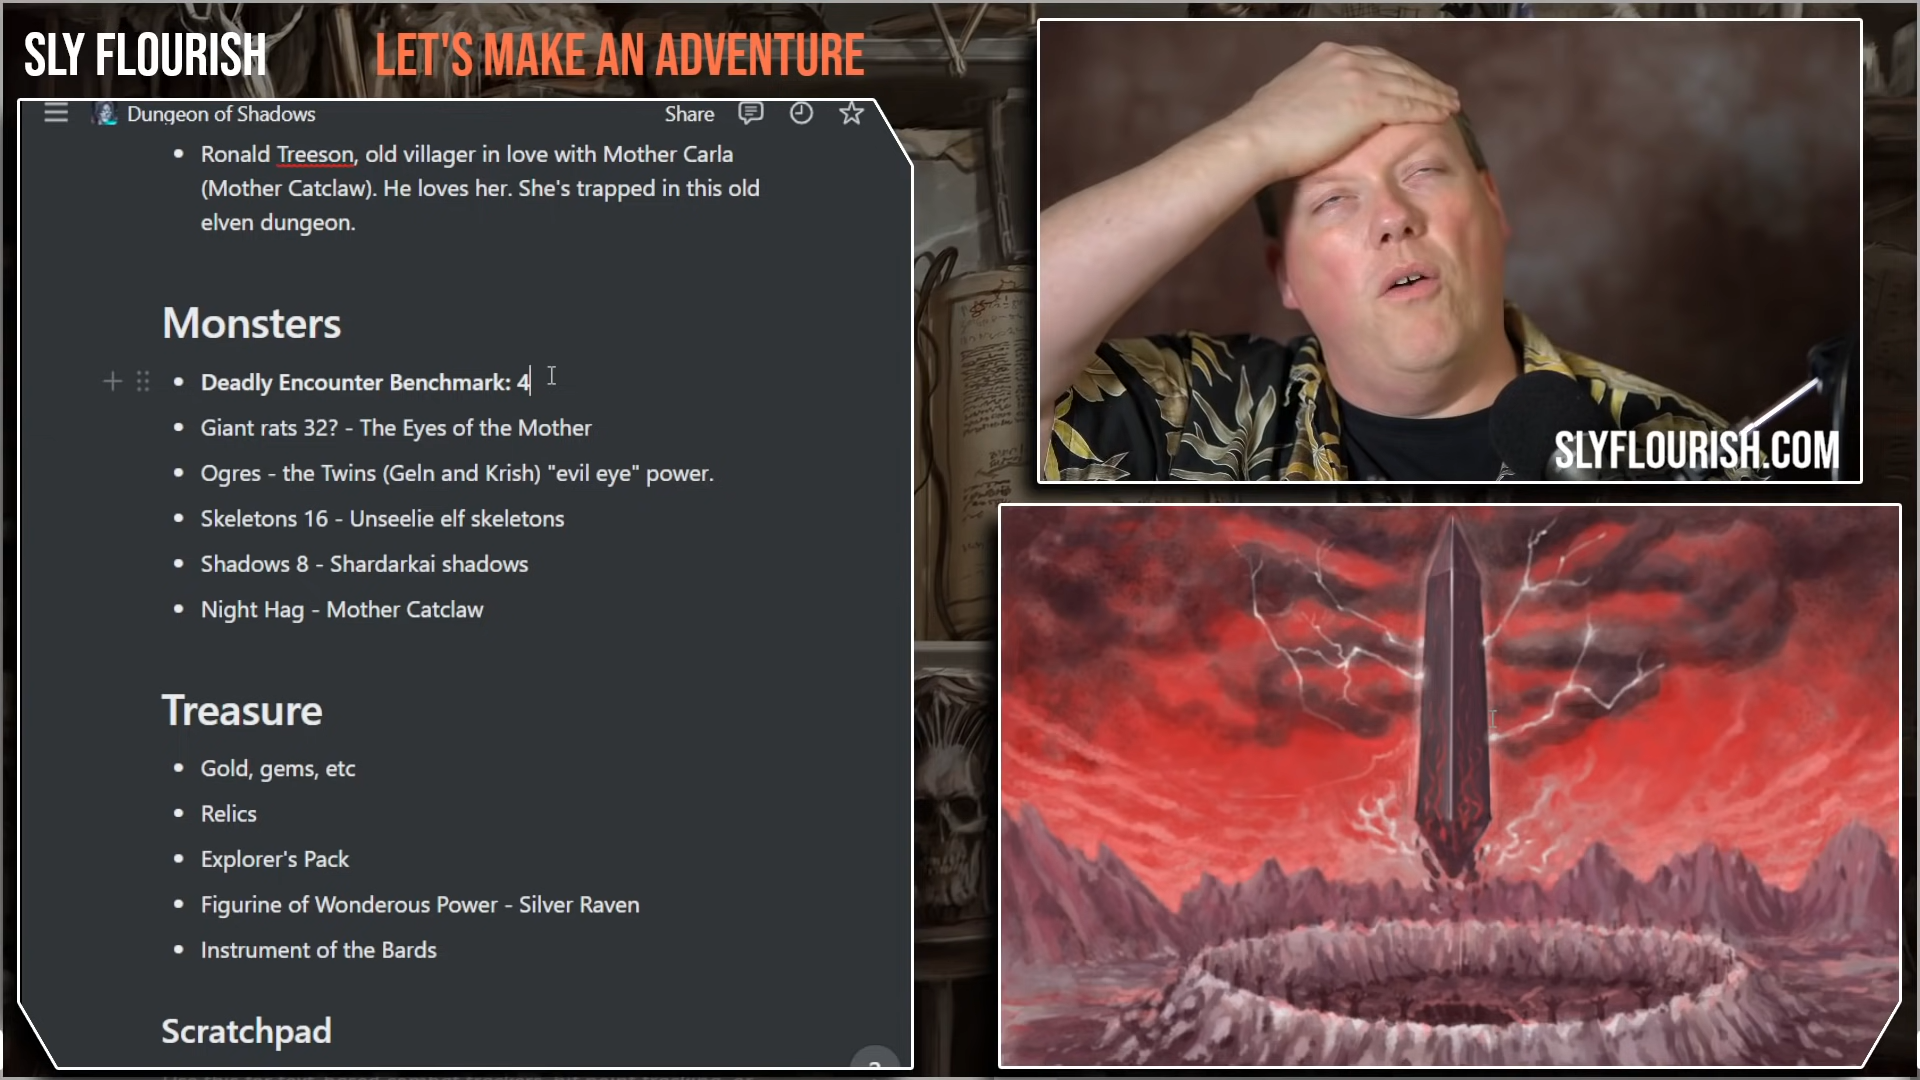 SLY FLOURISH
LET'S MAKE AN ADVENTURE
Dungeon of Shadows
Share
Ronald Treeson, old villager in love with Mother Carla
(Mother Catclaw). He loves her. She's trapped in this old
elven dungeon.
Monsters
Deadly Encounter Benchmark: 4
Giant rats 32? - The Eyes of the Mother
Ogres - the Twins (Geln and Krish) "evil eye" power.
Skeletons 16 - Unseelie elf skeletons
Shadows 8 - Shardarkai shadows
Night Hag - Mother Catclaw
Treasure
Gold, gems, etc
Relics
Explorer's Pack
Figurine of Wonderous Power - Silver Raven
Instrument of the Bards
Scratchpad
SLYFLOURISH.COM